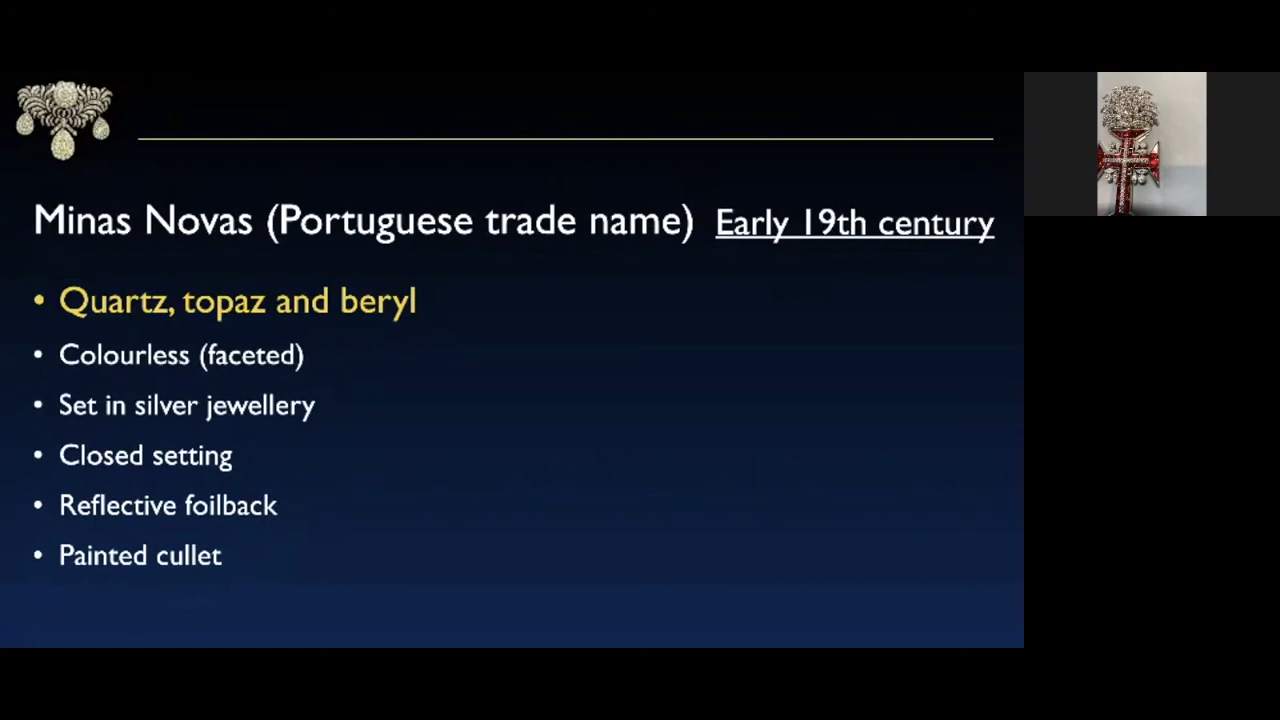 Minas Novas (Portuguese trade name) Early 19th century
• Quartz, topaz and beryl
• Colourless (faceted)
• Set in silver jewellery
• Closed setting
• Reflective foilback
• Painted cullet